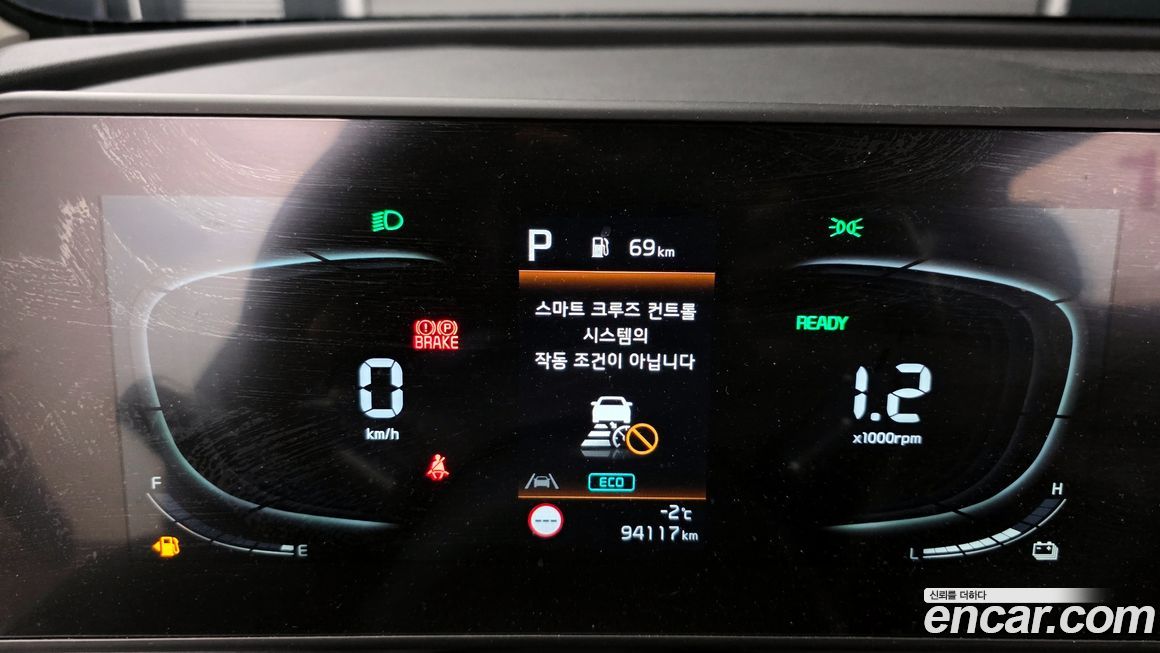 P 69km
스마트 크루즈 컨트롤
시스템의
작동 조건이 아닙니다
BRAKE
READY
0
km/h
1.2
x1000rpm
ECO
F
E
H
L
---
-2℃
94117km
신뢰를 더하다
encar.com